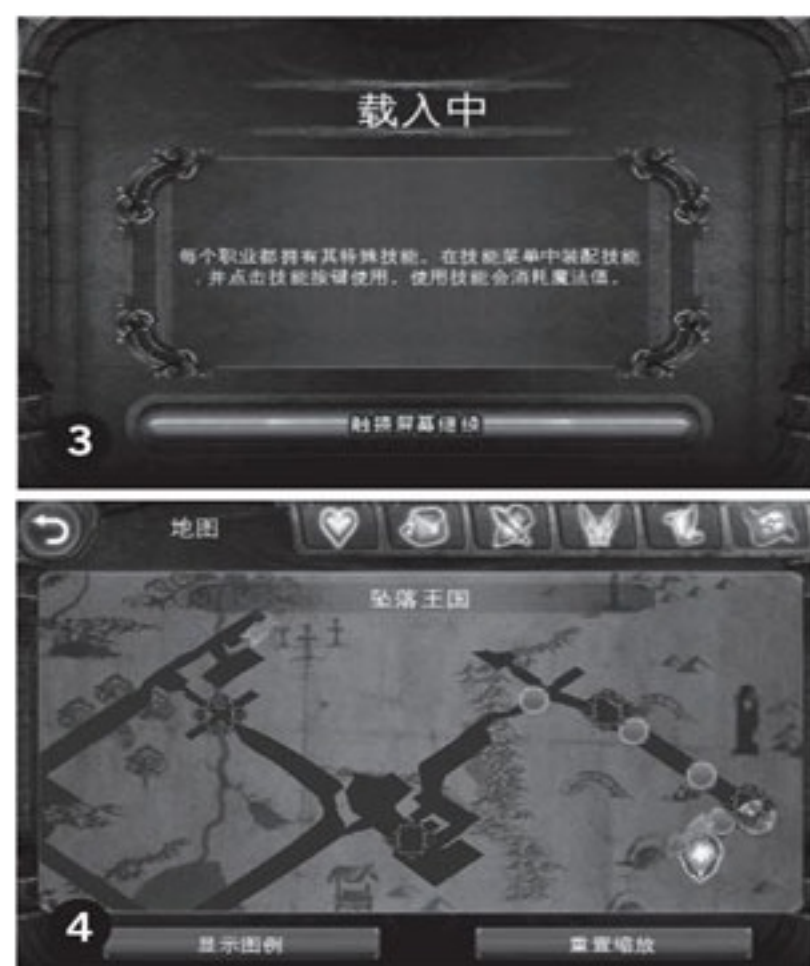 载入中
每个职业都拥有其特殊技能。在技能菜单中装配技能
，并点击技能按键使用。使用技能会消耗魔法值。
触摸屏幕继续
3
地图
坠落王国
4
显示图例
重置缩放